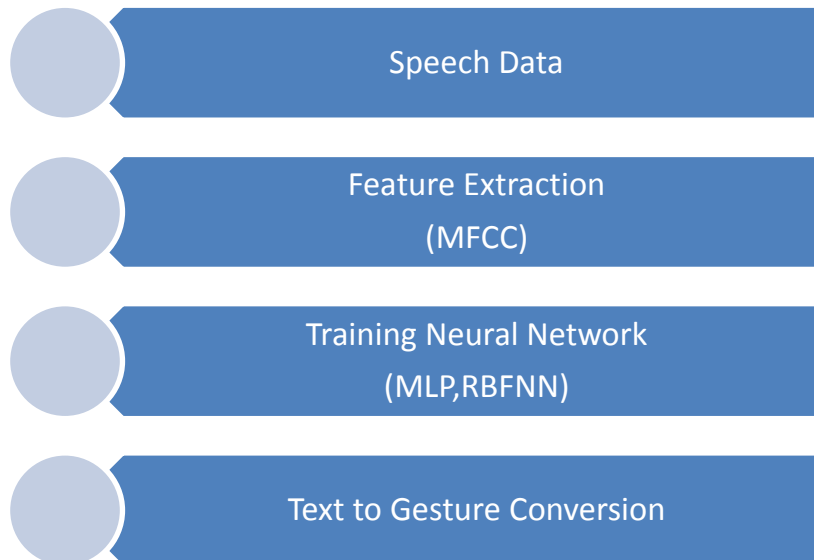 Speech Data
Feature Extraction
(MFCC)
Training Neural Network
(MLP,RBFNN)
Text to Gesture Conversion